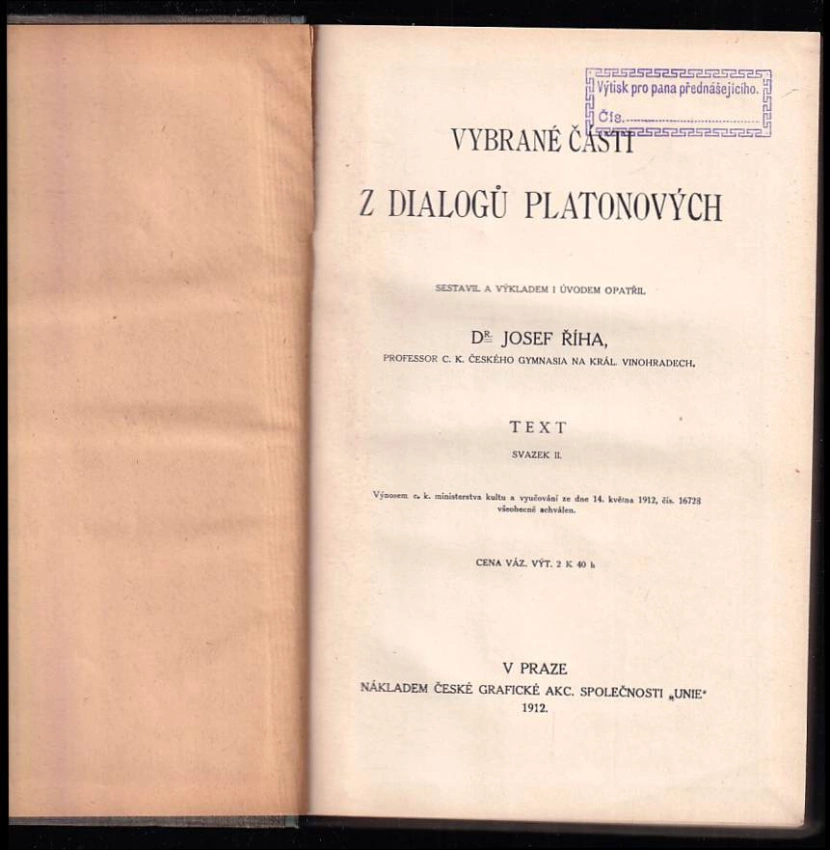 Výtisk pro pana přednášejícího.
Čís.
VYBRANÉ ČÁSTI
Z DIALOGŮ PLATONOVÝCH
SESTAVIL A VÝKLADEM I ÚVODEM OPATŘIL
DR. JOSEF ŘÍHA,
PROFESSOR C. K. ČESKÉHO GYMNASIA NA KRÁL. VINOHRADECH.
TEXT
SVAZEK II.
Výnosem c. k. ministerstva kultu a vyučování ze dne 14. května 1912, čís. 16728
všeobecně schválen.
CENA VÁZ. VÝT. 2 K 40 h
V PRAZE
NÁKLADEM ČESKÉ GRAFICKÉ AKC. SPOLEČNOSTI „UNIE“
1912.